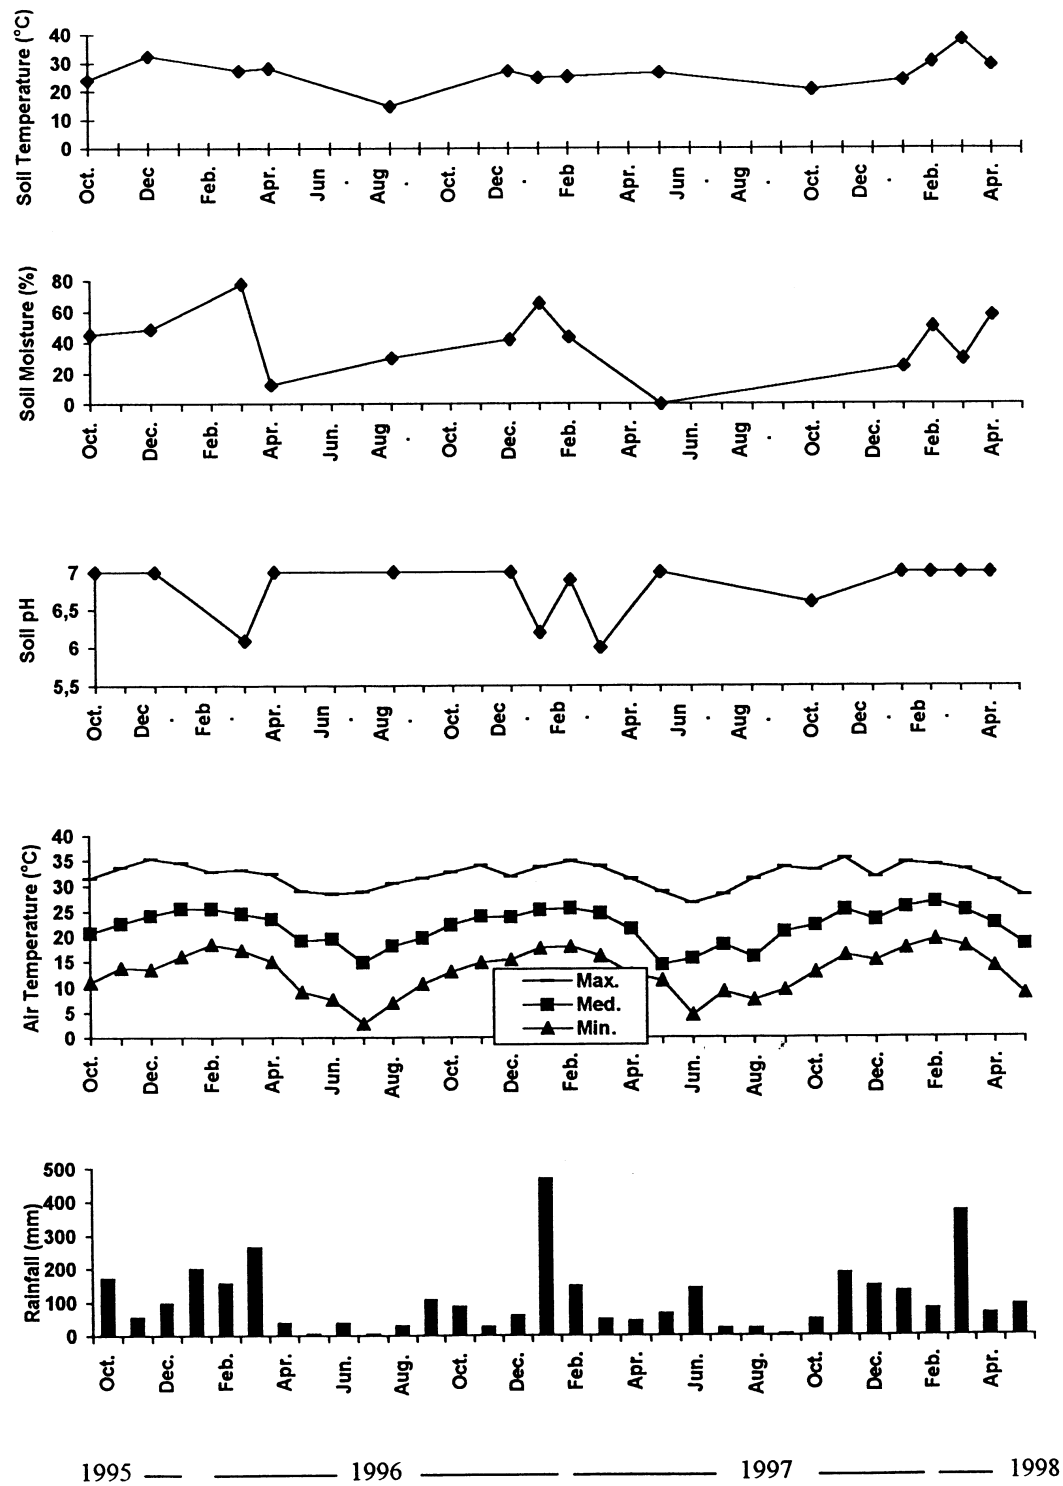 Soil Temperature (°C)
40
30
20
10
0
Oct. Dec Feb. Apr. Jun . Aug . Oct. Dec . Feb Apr. Jun . Aug . Oct. Dec . Feb. Apr.
Soil Moisture (%)
80
60
40
20
0
Oct. Dec. Feb. Apr. Jun. Aug . Oct. Dec. Feb. Apr. Jun. Aug . Oct. Dec. Feb. Apr.
Soil pH
7
6,5
6
5,5
Oct. Dec . Feb . Apr. Jun . Aug . Oct. Dec . Feb . Apr. Jun . Aug . Oct. Dec . Feb . Apr.
Air Temperature (°C)
40
35
30
25
20
15
10
5
0
Max.
Med.
Min.
Oct. Dec. Feb. Apr. Jun. Aug. Oct. Dec. Feb. Apr. Jun. Aug. Oct. Dec. Feb. Apr.
Rainfall (mm)
500
400
300
200
100
0
Oct. Dec. Feb. Apr. Jun. Aug. Oct. Dec. Feb. Apr. Jun. Aug. Oct. Dec. Feb. Apr.
1995 1996 1997 1998